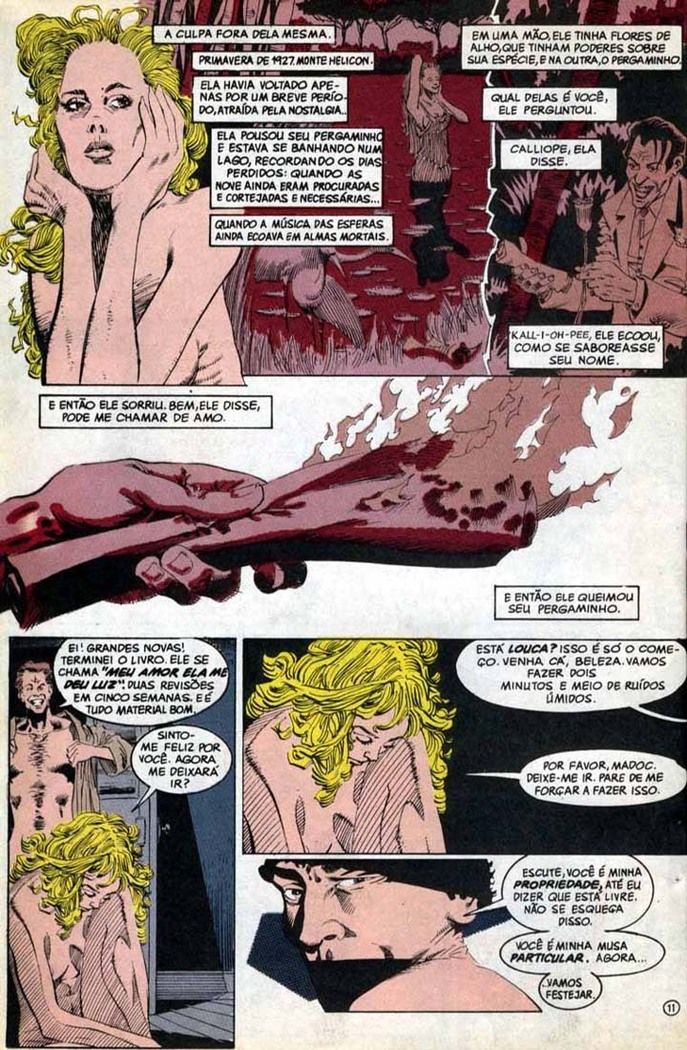 A CULPA FORA DELA MESMA.
PRIMAVERA DE 1927. MONTE HELICON.
ELA HAVIA VOLTADO APE-
NAS POR UM BREVE PERÍO-
DO, ATRAÍDA PELA NOSTALGIA..
ELA POUSOU SEU PERGAMINHO
E ESTAVA SE BANHANDO NUM
LAGO, RECORDANDO OS DIAS
PERDIDOS: QUANDO AS
NOVE AINDA ERAM PROCURADAS
E CORTEJADAS E NECESSÁRIAS...
QUANDO A MÚSICA DAS ESFERAS
AINDA ECOAVA EM ALMAS MORTAIS.
EM UMA MÃO, ELE TINHA FLORES DE
ALHO, QUE TINHAM PODERES SOBRE
SUA ESPÉCIE, E NA OUTRA, O PERGAMINHO.
QUAL DELAS É VOCÊ,
ELE PERGUNTOU.
CALLIOPE, ELA
DISSE.
KALL-I-OH-PEE, ELE ECOOU,
COMO SE SABOREASSE
SEU NOME.
E ENTÃO ELE SORRIU. BEM, ELE DISSE,
PODE ME CHAMAR DE AMO.
E ENTÃO ELE QUEIMOU
SEU PERGAMINHO.
EI! GRANDES NOVAS!
TERMINEI O LIVRO. ELE SE
CHAMA "MEU AMOR ELA ME
DEU LUZ". DUAS REVISÕES
EM CINCO SEMANAS. E É
TUDO MATERIAL BOM.
SINTO-
ME FELIZ POR
VOCÊ. AGORA
ME DEIXARÁ
IR?
ESTÁ LOUCA? ISSO É SÓ O COME-
ÇO. VENHA CÁ, BELEZA. VAMOS
FAZER DOIS
MINUTOS E MEIO DE RUÍDOS
ÚMIDOS.
POR FAVOR, MADOC.
DEIXE-ME IR. PARE DE ME
FORÇAR A FAZER ISSO.
ESCUTE, VOCÊ É MINHA
PROPRIEDADE, ATÉ EU
DIZER QUE ESTÁ LIVRE.
NÃO SE ESQUEÇA
DISSO.
VOCÊ É MINHA MUSA
PARTICULAR. AGORA...
..VAMOS
FESTEJAR.
11